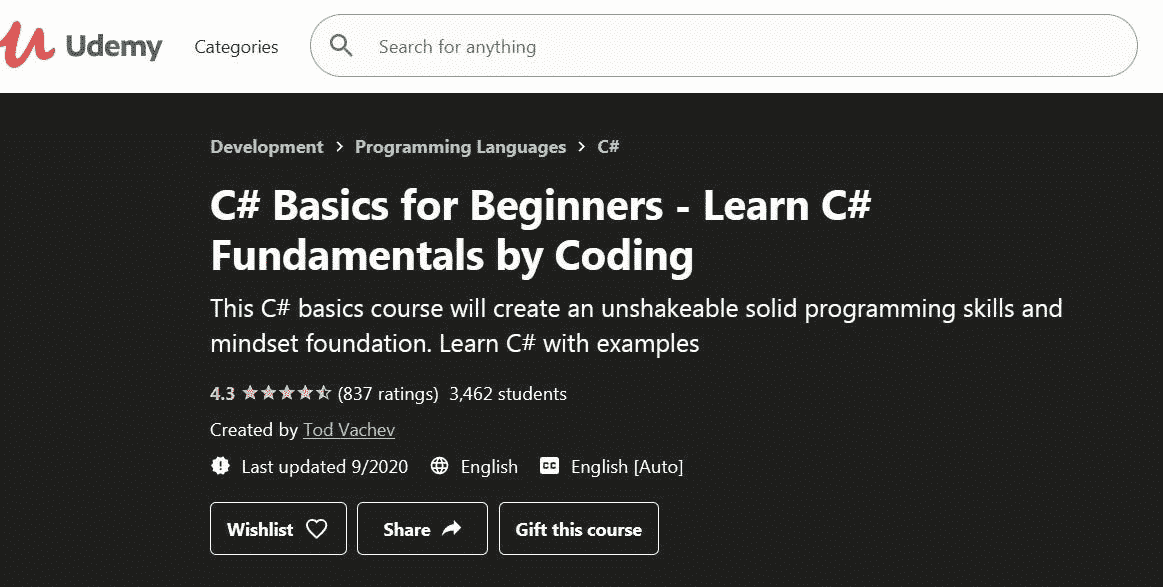 Udemy Categories Search for anything
Development > Programming Languages > C#
C# Basics for Beginners - Learn C#
Fundamentals by Coding
This C# basics course will create an unshakeable solid programming skills and
mindset foundation. Learn C# with examples
4.3 (837 ratings) 3,462 students
Created by Tod Vachev
Last updated 9/2020 English CC English [Auto]
Wishlist Share Gift this course